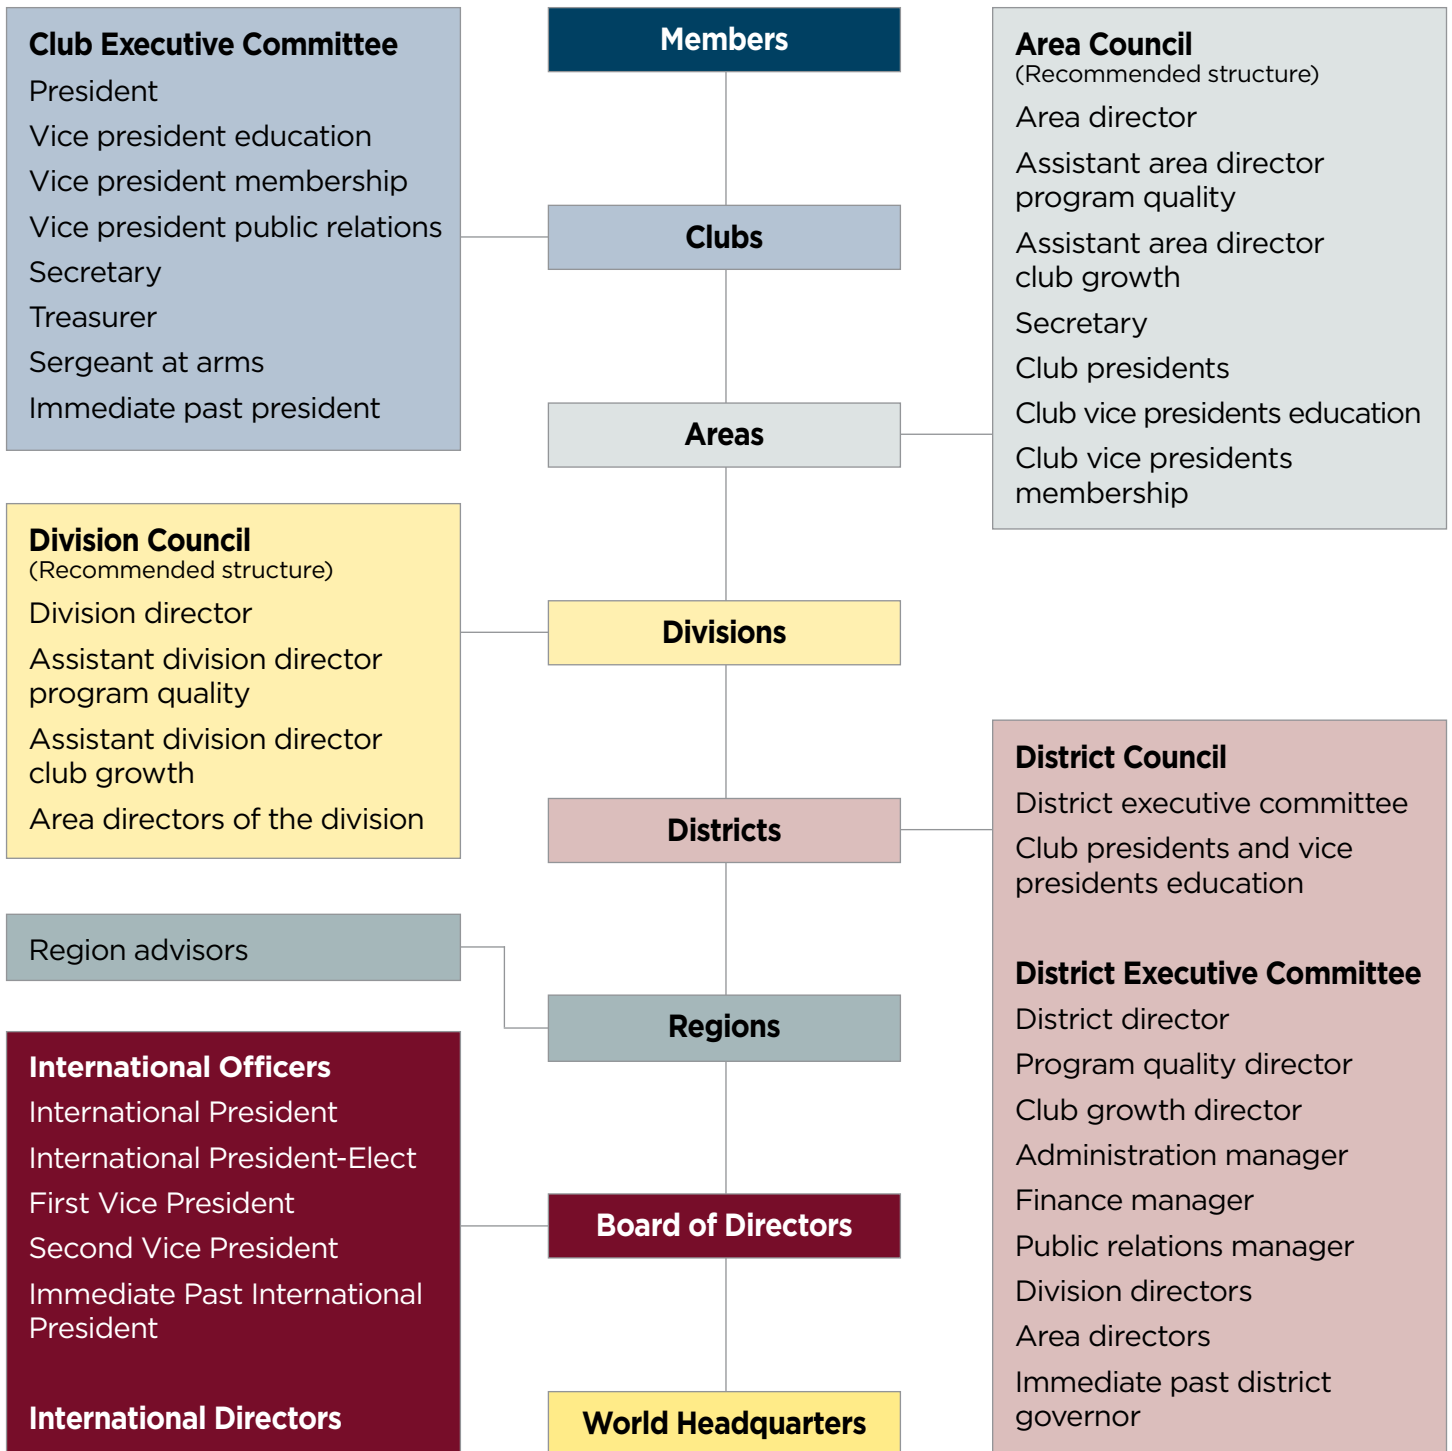 Members
Club Executive Committee
President
Vice president education
Vice president membership
Vice president public relations
Secretary
Treasurer
Sergeant at arms
Immediate past president
Clubs
Area Council
(Recommended structure)
Area director
Assistant area director
program quality
Assistant area director
club growth
Secretary
Club presidents
Club vice presidents education
Club vice presidents
membership
Areas
Division Council
(Recommended structure)
Division director
Assistant division director
program quality
Assistant division director
club growth
Area directors of the division
Divisions
Districts
District Council
District executive committee
Club presidents and vice
presidents education
District Executive Committee
District director
Program quality director
Club growth director
Administration manager
Finance manager
Public relations manager
Division directors
Area directors
Immediate past district
governor
Region advisors
Regions
International Officers
International President
International President-Elect
First Vice President
Second Vice President
Immediate Past International
President
International Directors
Board of Directors
World Headquarters